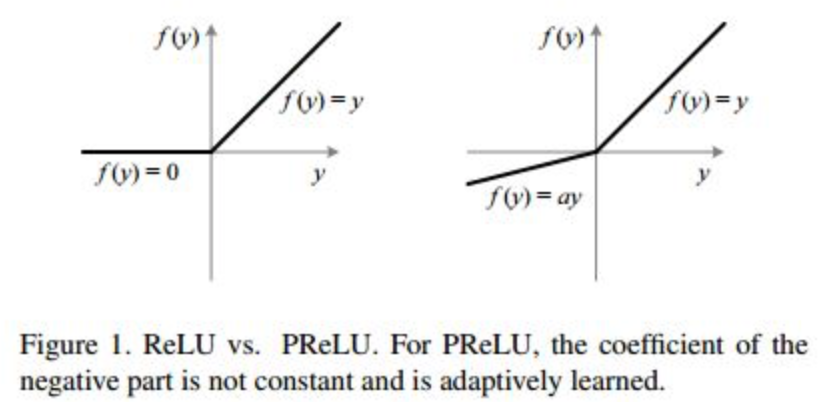 f(y)
f(y) = y
f(y) = 0
y
f(y)
f(y) = y
f(y) = ay
y
Figure 1. ReLU vs. PReLU. For PReLU, the coefficient of the
negative part is not constant and is adaptively learned.